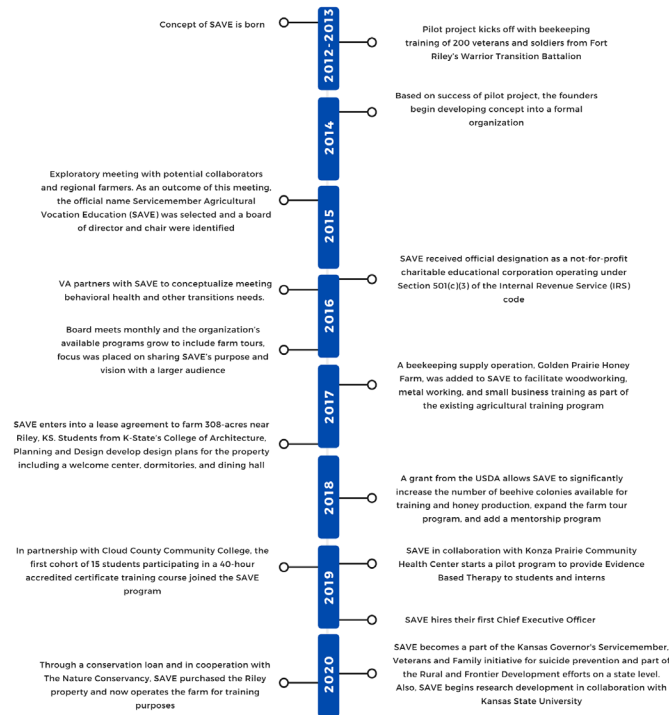 Concept of SAVE is born
2012-2013
Pilot project kicks off with beekeeping
training of 200 veterans and soldiers from Fort
Riley's Warrior Transition Battalion
Based on success of pilot project, the founders
begin developing concept into a formal
organization
2014
Exploratory meeting with potential collaborators
and regional farmers. As an outcome of this meeting,
the official name Servicemember Agricultural
Vocation Education (SAVE) was selected and a board
of director and chair were identified
2015
SAVE received official designation as a not-for-profit
charitable educational corporation operating under
Section 501(c)(3) of the Internal Revenue Service (IRS)
code
VA partners with SAVE to conceptualize meeting
behavioral health and other transitions needs.
2016
Board meets monthly and the organization's
available programs grow to include farm tours,
focus was placed on sharing SAVE's purpose and
vision with a larger audience
A beekeeping supply operation, Golden Prairie Honey
Farm, was added to SAVE to facilitate woodworking,
metal working, and small business training as part of
the existing agricultural training program
2017
SAVE enters into a lease agreement to farm 308-acres near
Riley, KS. Students from K-State's College of Architecture,
Planning and Design develop design plans for the property
including a welcome center, dormitories, and dining hall
2018
A grant from the USDA allows SAVE to significantly
increase the number of beehive colonies available for
training and honey production, expand the farm tour
program, and add a mentorship program
In partnership with Cloud County Community College, the
first cohort of 15 students participating in a 40-hour
accredited certificate training course joined the SAVE
program
SAVE in collaboration with Konza Prairie Community
Health Center starts a pilot program to provide Evidence
Based Therapy to students and interns
2019
SAVE hires their first Chief Executive Officer
Through a conservation loan and in cooperation with
The Nature Conservancy, SAVE purchased the Riley
property and now operates the farm for training
purposes
2020
SAVE becomes a part of the Kansas Governor's Servicemember,
Veterans and Family initiative for suicide prevention and part of
the Rural and Frontier Development efforts on a state level.
Also, SAVE begins research development in collaboration with
Kansas State University